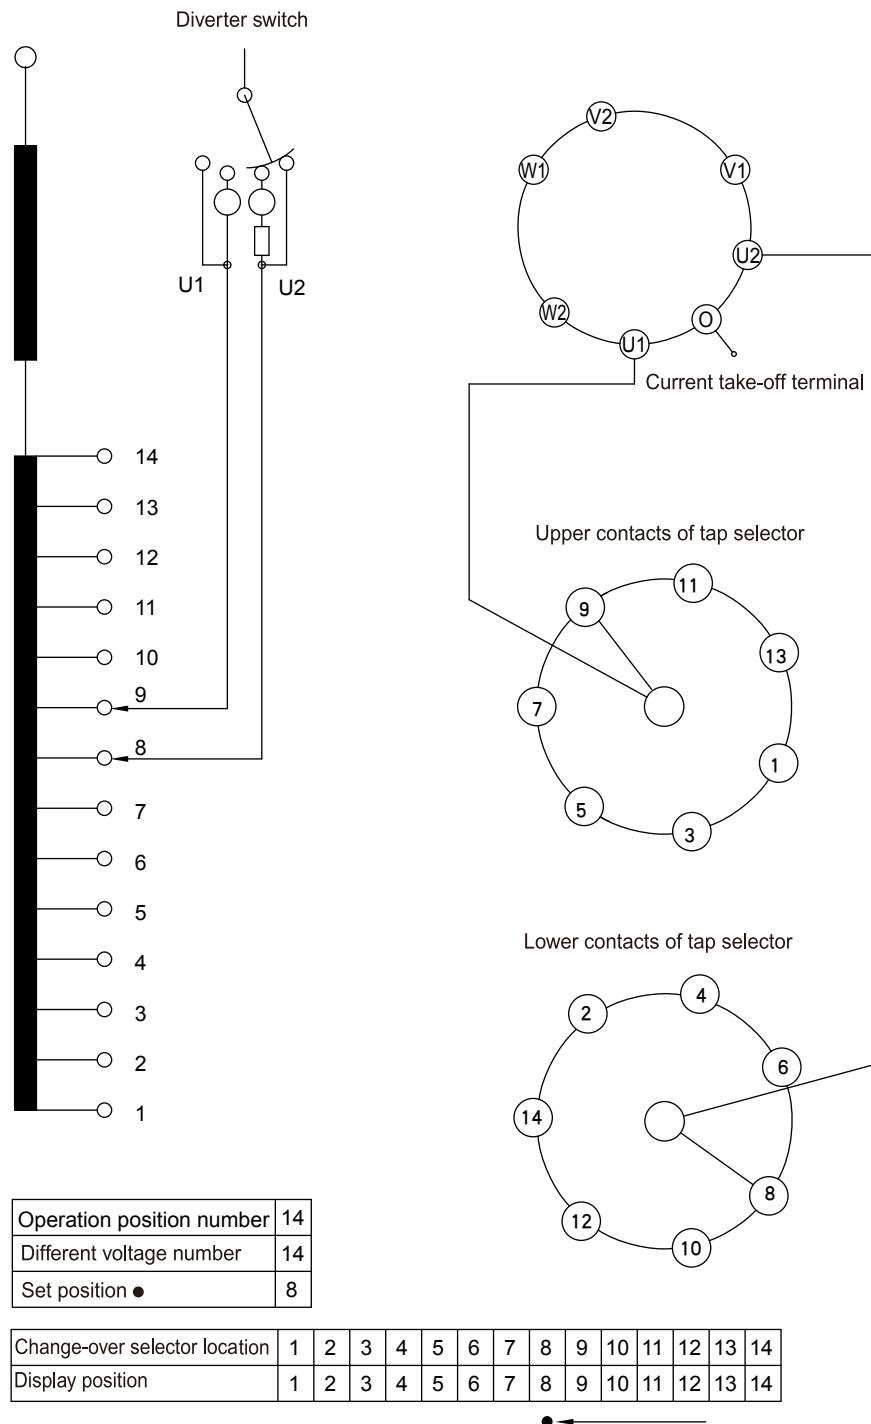 Diverter switch
U1
U2
V2
W1
V1
U2
W2
O
U1
Current take-off terminal
14
13
12
11
10
9
8
7
6
5
4
3
2
1
Upper contacts of tap selector
11
9
13
7
1
5
3
Lower contacts of tap selector
4
2
6
14
8
12
10
Operation position number 14
Different voltage number 14
Set position ● 8
Change-over selector location 1 2 3 4 5 6 7 8 9 10 11 12 13 14
Display position 1 2 3 4 5 6 7 8 9 10 11 12 13 14